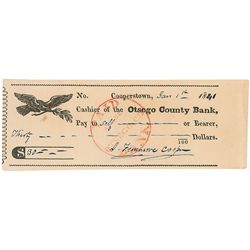 No. Cooperstown, Jan 1st 1841
Cashier of the Otsego County Bank,
Pay to Self or Bearer,
Thirty 100 Dollars.
$ 30
J. Fenimore Cooper